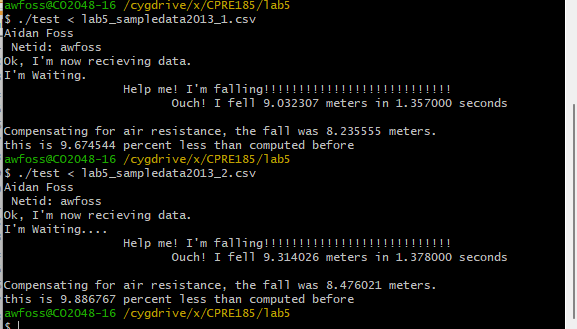 awfoss@CO2048-16 /cygdrive/x/CPRE185/lab5
$ ./test < lab5_sampledata2013_1.csv
Aidan Foss
Netid: awfoss
Ok, I'm now recieving data.
I'm Waiting.
Help me! I'm falling!!!!!!!!!!!!!!!!!!!!!!!!!!!
Ouch! I fell 9.032307 meters in 1.357000 seconds
Compensating for air resistance, the fall was 8.235555 meters.
this is 9.674544 percent less than computed before
awfoss@CO2048-16 /cygdrive/x/CPRE185/lab5
$ ./test < lab5_sampledata2013_2.csv
Aidan Foss
Netid: awfoss
Ok, I'm now recieving data.
I'm Waiting....
Help me! I'm falling!!!!!!!!!!!!!!!!!!!!!!!!!!!
Ouch! I fell 9.314026 meters in 1.378000 seconds
Compensating for air resistance, the fall was 8.476021 meters.
this is 9.886767 percent less than computed before
awfoss@CO2048-16 /cygdrive/x/CPRE185/lab5
$